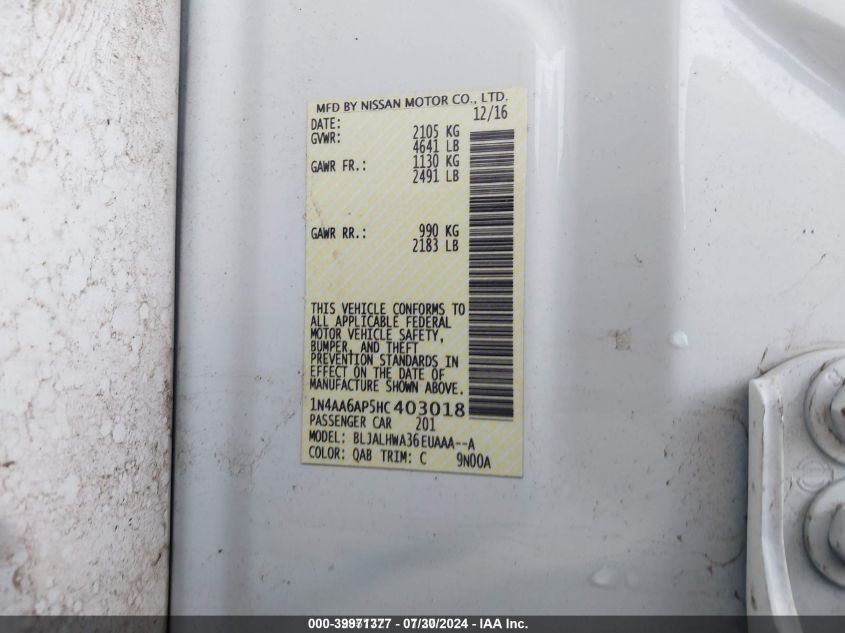 MFD BY NISSAN MOTOR CO., LTD.
DATE: 12/16
GVWR: 2105 KG
4641 LB
GAWR FR.: 1130 KG
2491 LB
GAWR RR.: 990 KG
2183 LB
THIS VEHICLE CONFORMS TO
ALL APPLICABLE FEDERAL
MOTOR VEHICLE SAFETY,
BUMPER, AND THEFT
PREVENTION STANDARDS IN
EFFECT ON THE DATE OF
MANUFACTURE SHOWN ABOVE.
1N4AA6AP5HC403018
PASSENGER CAR 201
MODEL: BLJALHWA36EUAAA--A
COLOR: QAB TRIM: C 9N00A
000-39971377 - 07/30/2024 - IAA Inc.